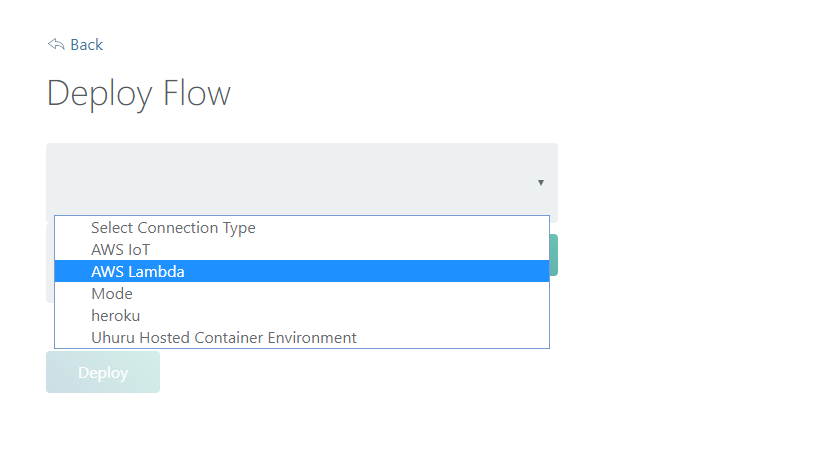 Back
Deploy Flow
Select Connection Type
AWS IoT
AWS Lambda
Mode
heroku
Uhuru Hosted Container Environment
Deploy